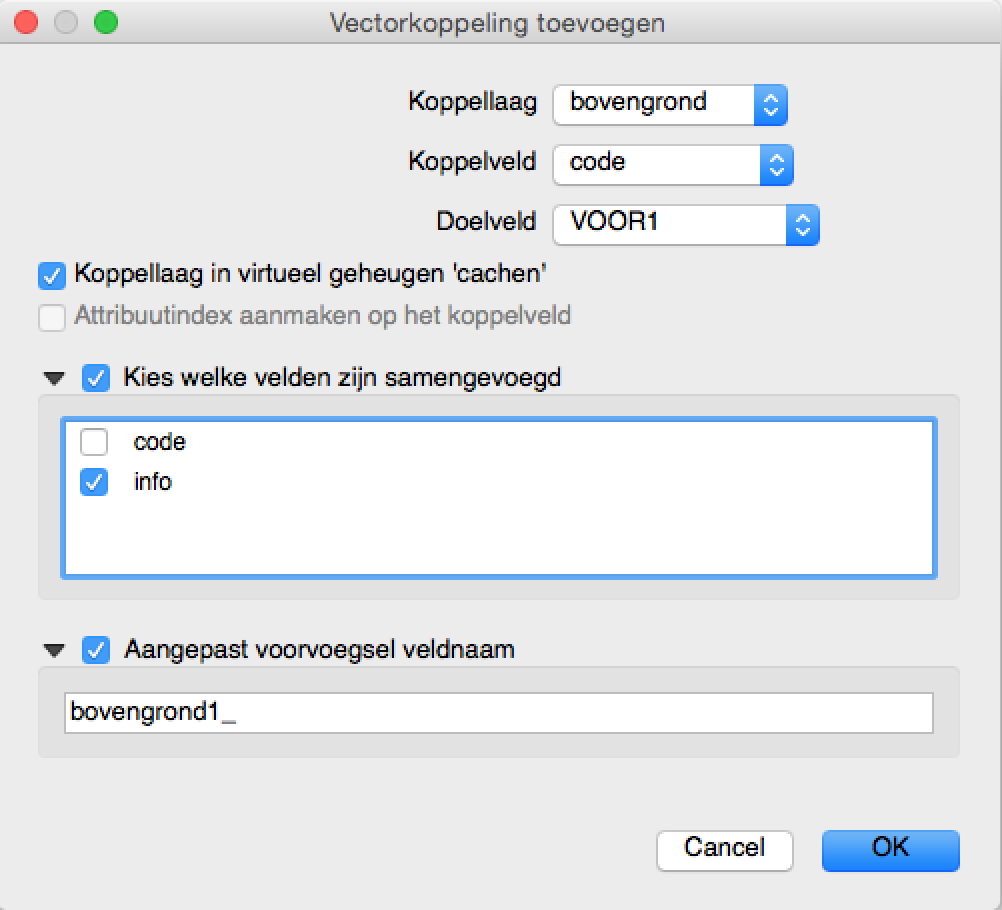 Vectorkoppeling toevoegen
Koppellaag bovengrond
Koppelveld code
Doelveld VOOR1
Koppellaag in virtueel geheugen 'cachen'
Attribuutindex aanmaken op het koppelveld
Kies welke velden zijn samengevoegd
code
info
Aangepast voorvoegsel veldnaam
bovengrond1_
Cancel OK